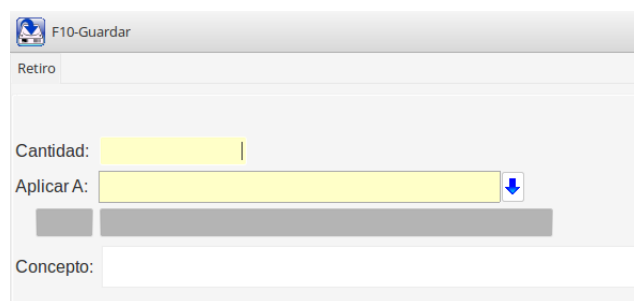 F10-Guardar
Retiro
Cantidad:
Aplicar A:
Concepto: